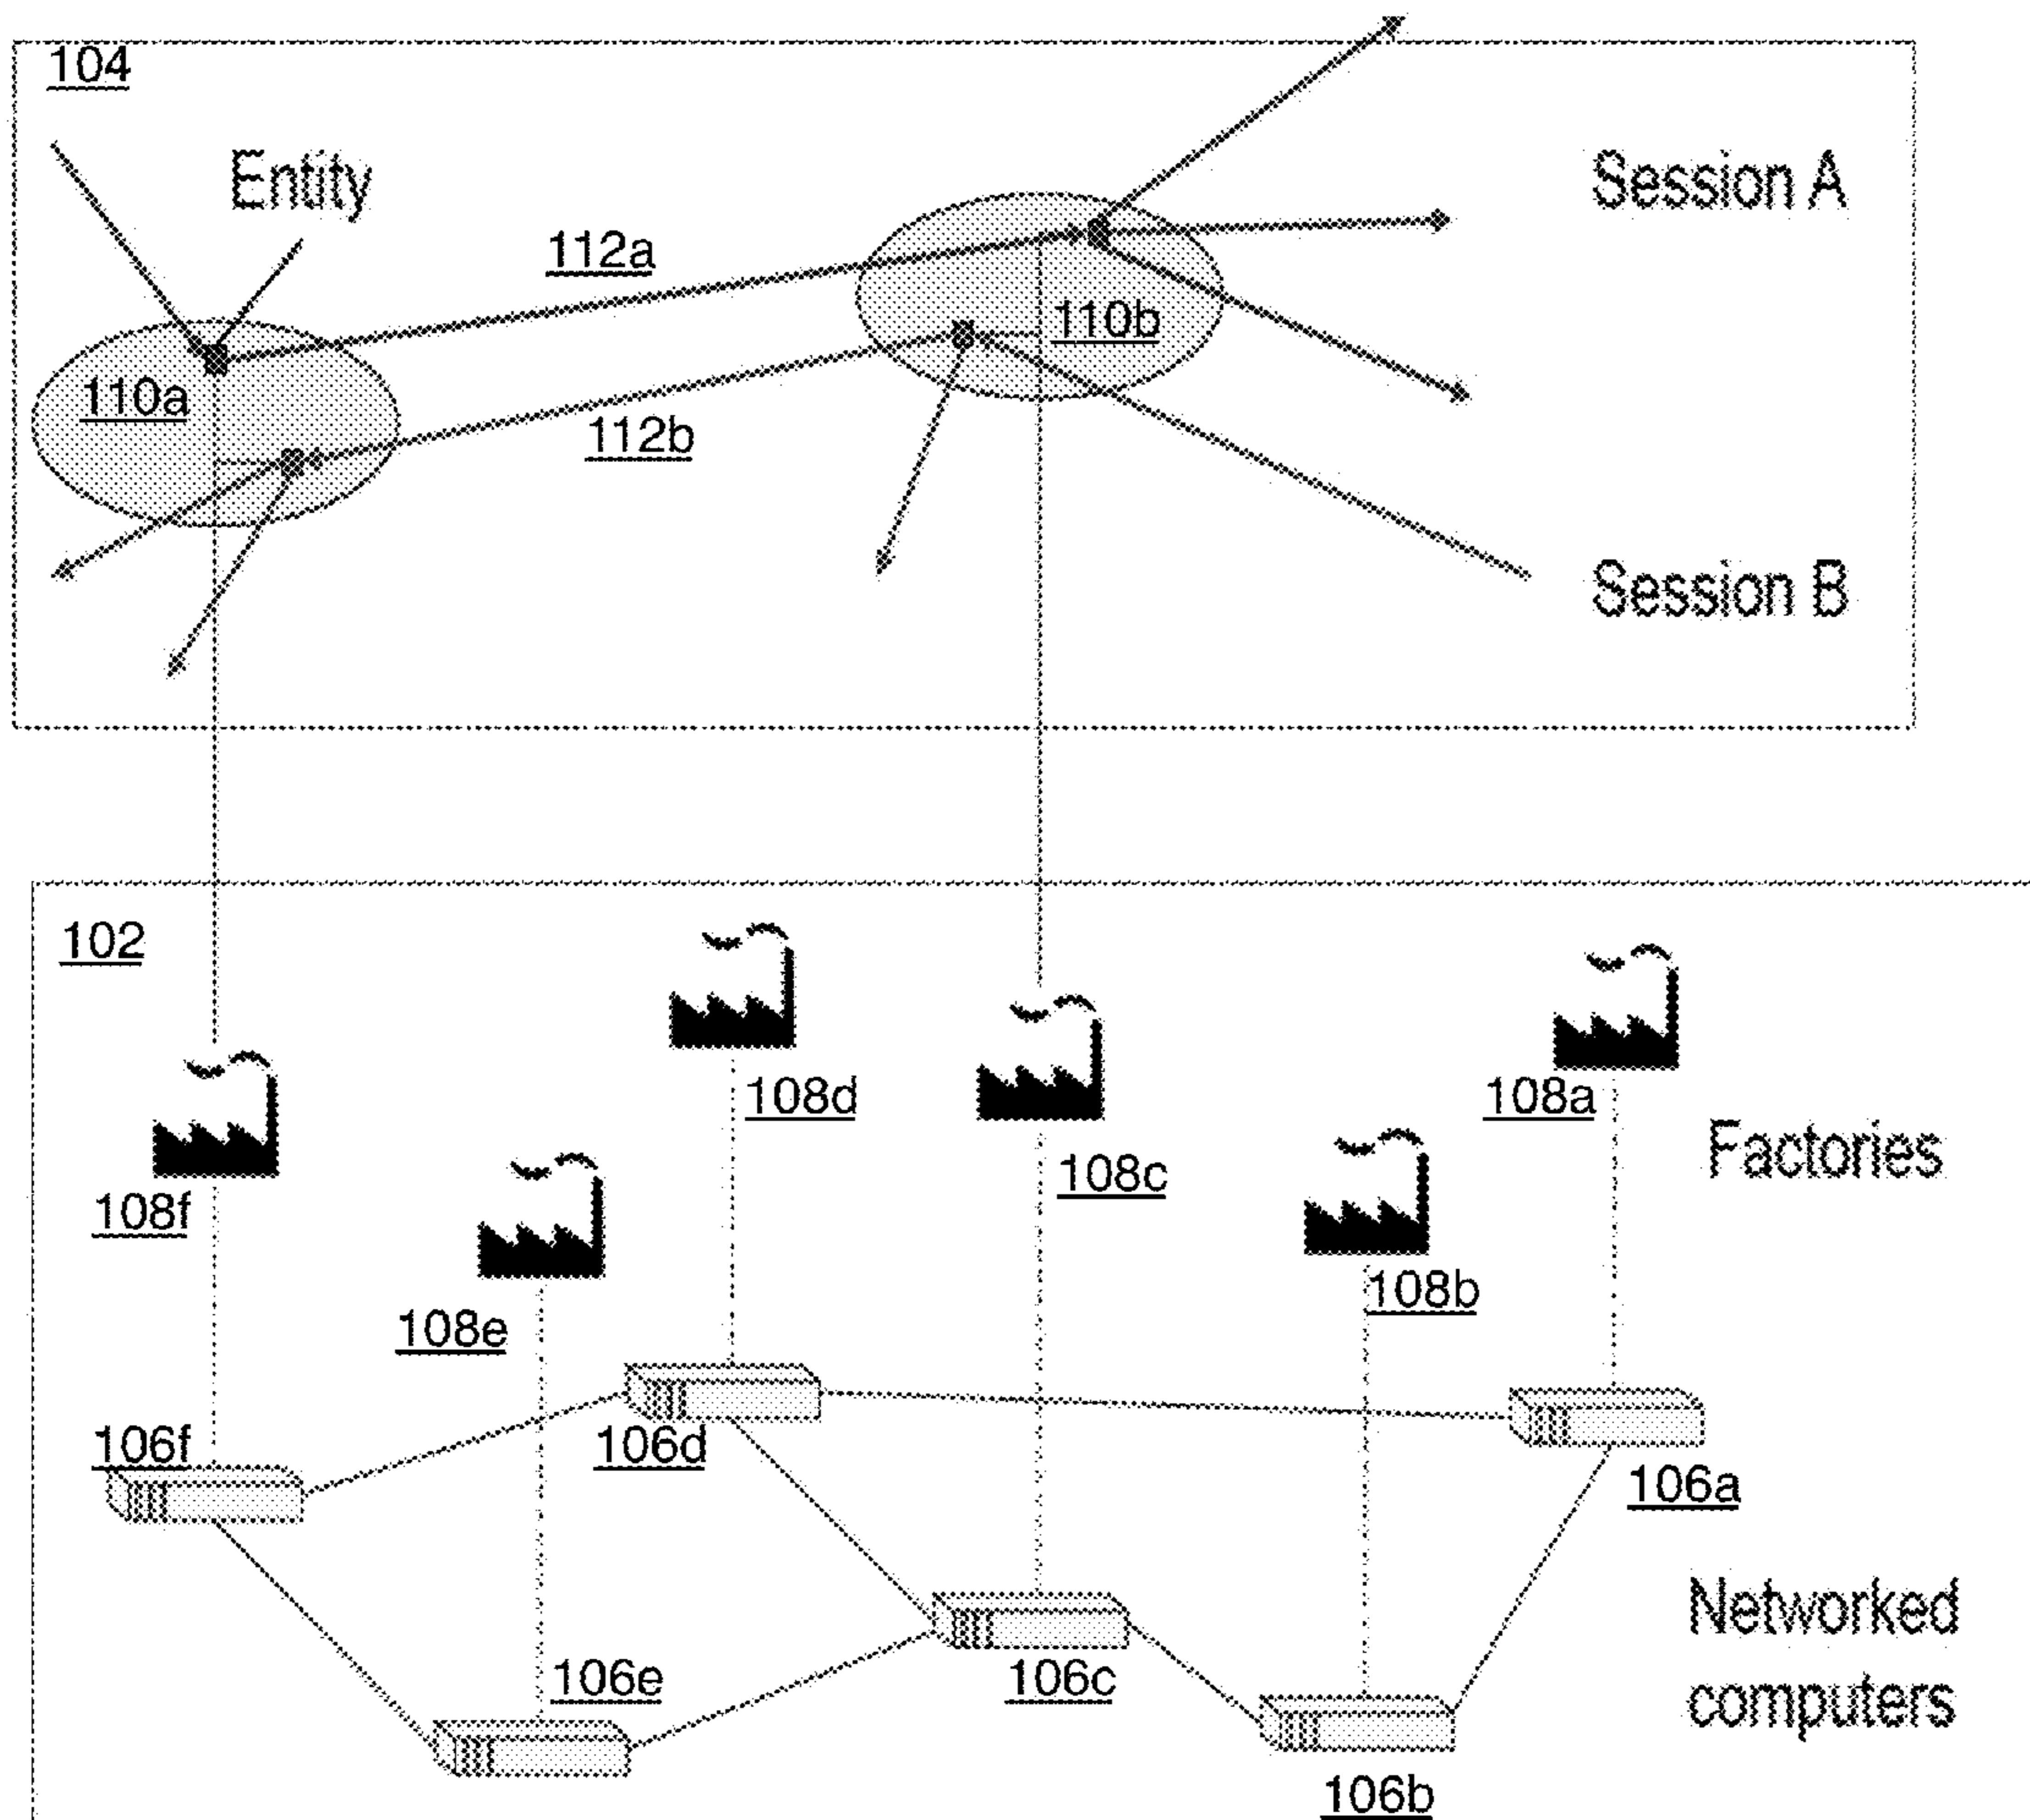 104
Entity
Session A
112a
110b
110a
112b
Session B
102
108d
108a
108c
Factories
108f
108b
108e
106f
106d
106a
106e
106c
Networked
computers
106b